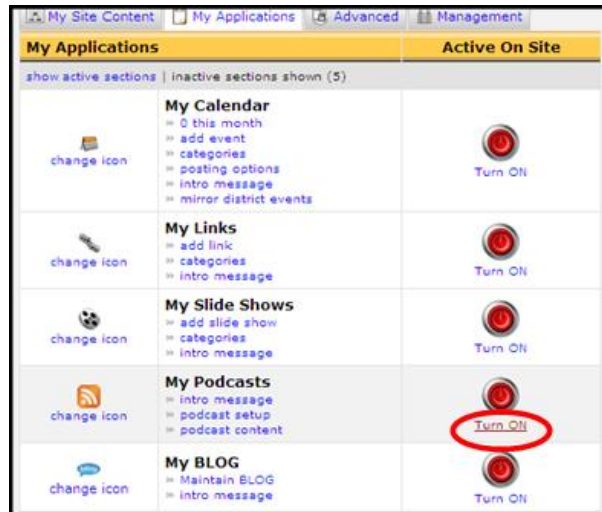 My Site Content My Applications Advanced Management
My Applications Active On Site
show active sections | inactive sections shown (5)
My Calendar
» 0 this month
» add event
» categories
» posting options
» intro message
» mirror district events
change icon
Turn ON
My Links
» add link
» categories
» intro message
change icon
Turn ON
My Slide Shows
» add slide show
» categories
» intro message
change icon
Turn ON
My Podcasts
» intro message
» podcast setup
» podcast content
change icon
Turn ON
My BLOG
» Maintain BLOG
» intro message
change icon
Turn ON